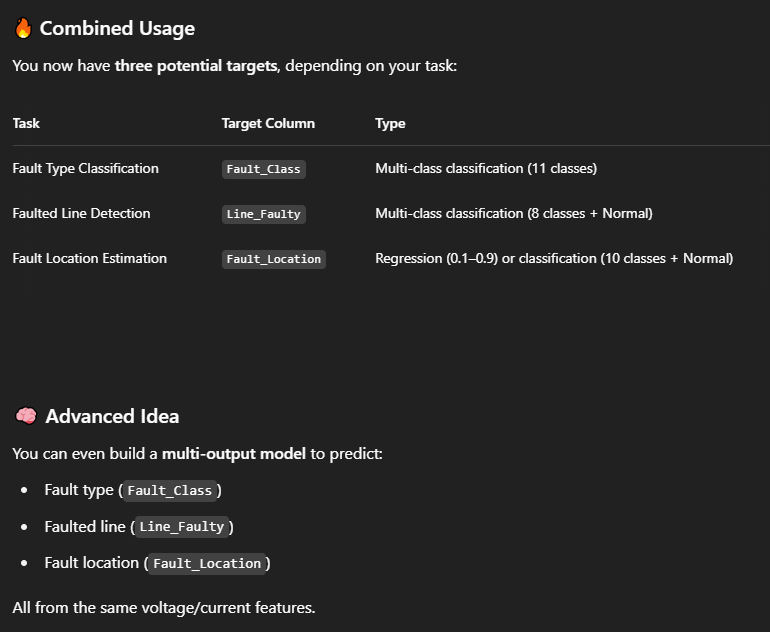 🔥 Combined Usage
You now have three potential targets, depending on your task:
Task Target Column Type
Fault Type Classification Fault_Class Multi-class classification (11 classes)
Faulted Line Detection Line_Faulty Multi-class classification (8 classes + Normal)
Fault Location Estimation Fault_Location Regression (0.1–0.9) or classification (10 classes + Normal)
🧠 Advanced Idea
You can even build a multi-output model to predict:
• Fault type (Fault_Class)
• Faulted line (Line_Faulty)
• Fault location (Fault_Location)
All from the same voltage/current features.